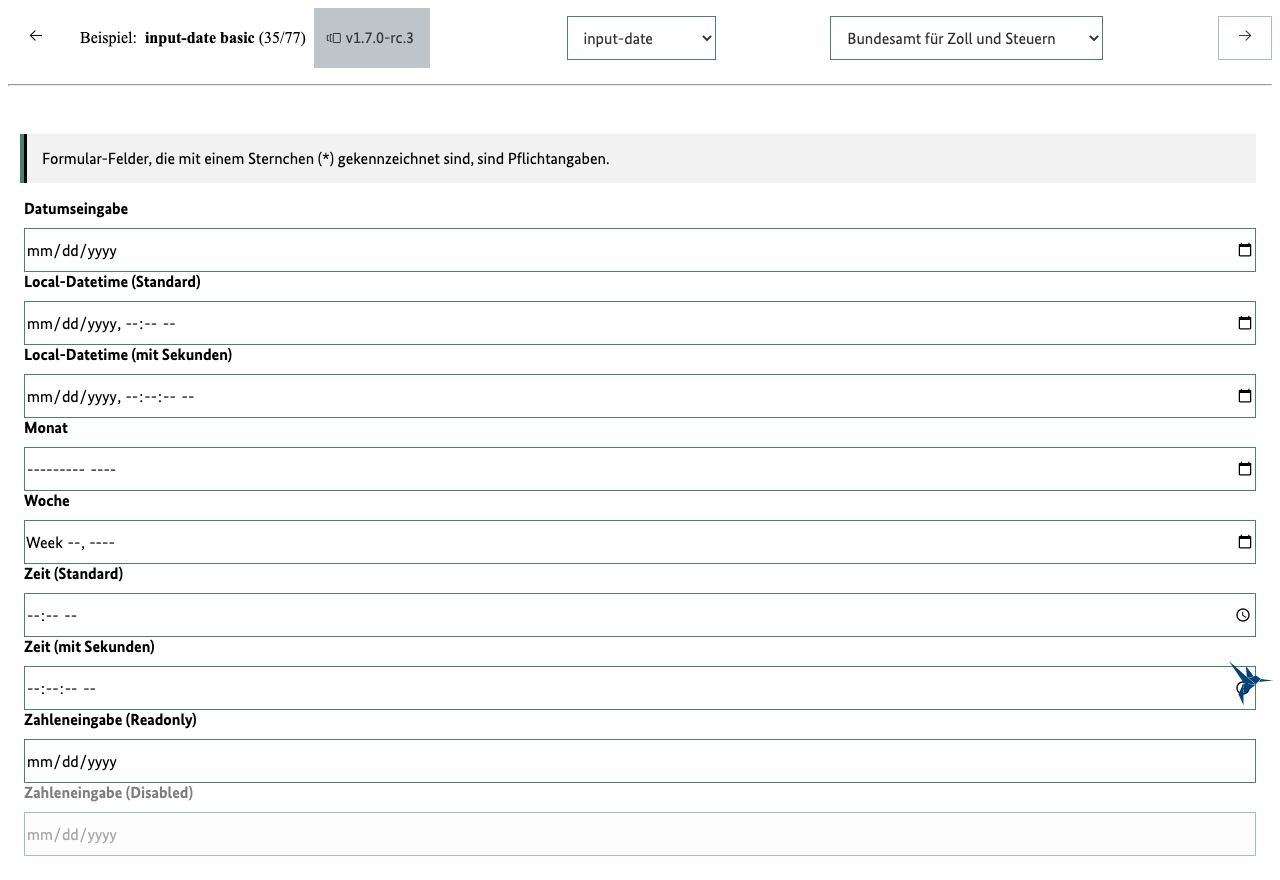 Beispiel: input-date basic (35/77) v1.7.0-rc.3 input-date Bundesamt für Zoll und Steuern
Formular-Felder, die mit einem Sternchen (*) gekennzeichnet sind, sind Pflichtangaben.
Datumseingabe
mm/dd/yyyy
Local-Datetime (Standard)
mm/dd/yyyy, --:-- --
Local-Datetime (mit Sekunden)
mm/dd/yyyy, --:--:-- --
Monat
--------- ----
Woche
Week --, ----
Zeit (Standard)
--:-- --
Zeit (mit Sekunden)
--:--:-- --
Zahleneingabe (Readonly)
mm/dd/yyyy
Zahleneingabe (Disabled)
mm/dd/yyyy